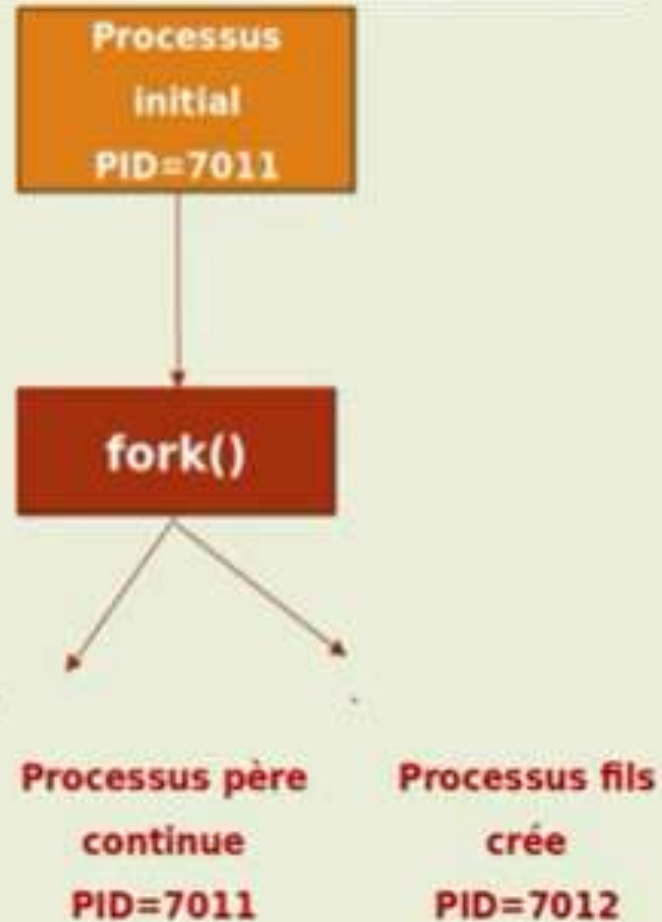 Processus
initial
PID=7011
fork()
Processus père
continue
PID=7011
Processus fils
crée
PID=7012